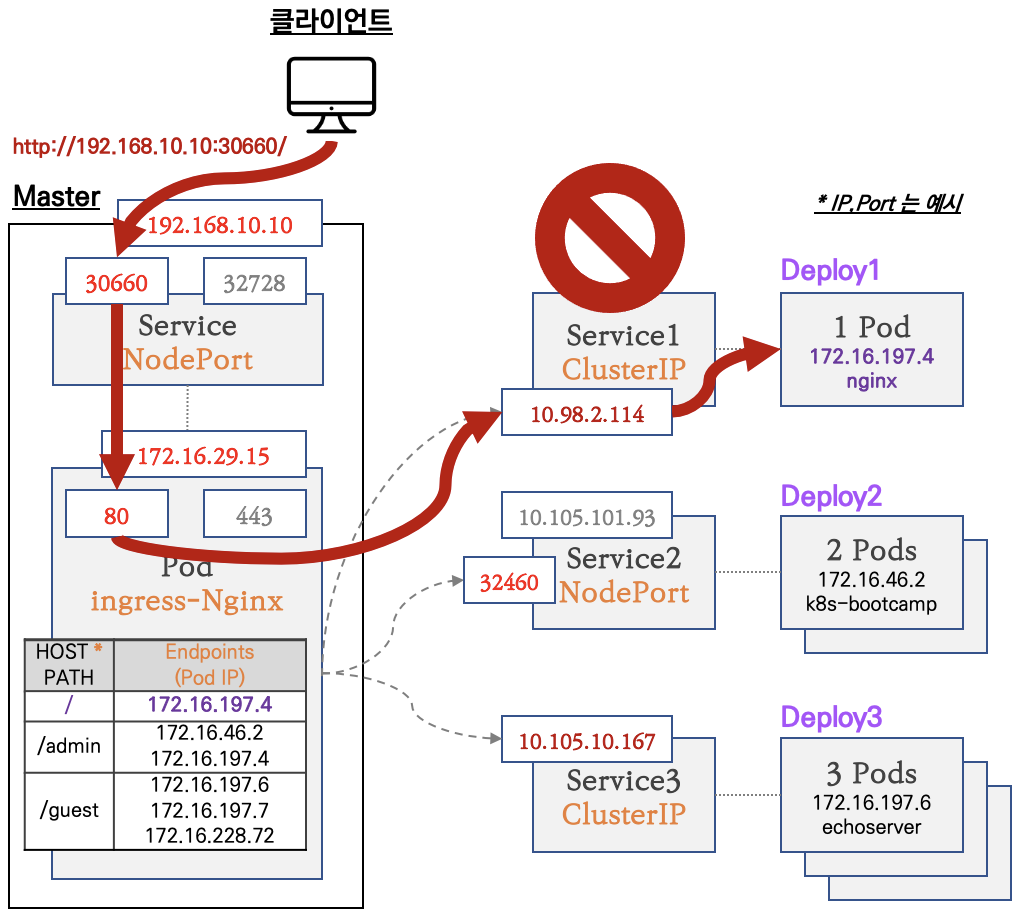 클라이언트
http://192.168.10.10:30660/
Master
* IP.Port 는 예시
192.168.10.10
30660
32728
Service
NodePort
172.16.29.15
80
443
Pod
ingress-Nginx
HOST *
PATH
Endpoints
(Pod IP)
/
172.16.197.4
/admin
172.16.46.2
172.16.197.4
/guest
172.16.197.6
172.16.197.7
172.16.228.72
Service1
ClusterIP
10.98.2.114
Deploy1
1 Pod
172.16.197.4
nginx
10.105.101.93
Service2
32460
NodePort
Deploy2
2 Pods
172.16.46.2
k8s-bootcamp
10.105.10.167
Service3
ClusterIP
Deploy3
3 Pods
172.16.197.6
echoserver